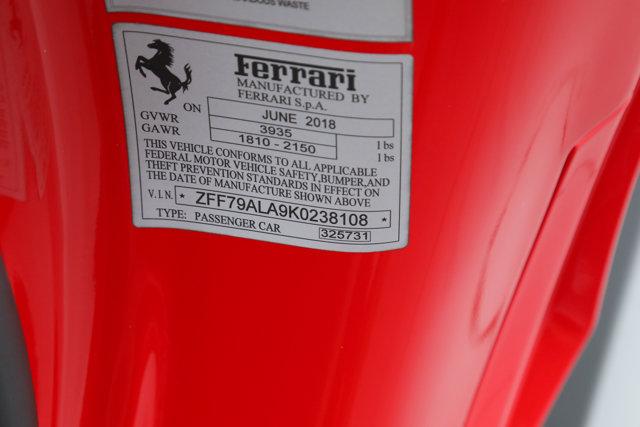 WASTE
Ferrari
MANUFACTURED BY
FERRARI S.p.A.
ON JUNE 2018
GVWR 3935 lbs
GAWR 1810 - 2150 lbs
THIS VEHICLE CONFORMS TO ALL APPLICABLE
FEDERAL MOTOR VEHICLE SAFETY, BUMPER, AND
THEFT PREVENTION STANDARDS IN EFFECT ON
THE DATE OF MANUFACTURE SHOWN ABOVE
V.I.N. * ZFF79ALA9K0238108 *
TYPE: PASSENGER CAR 325731